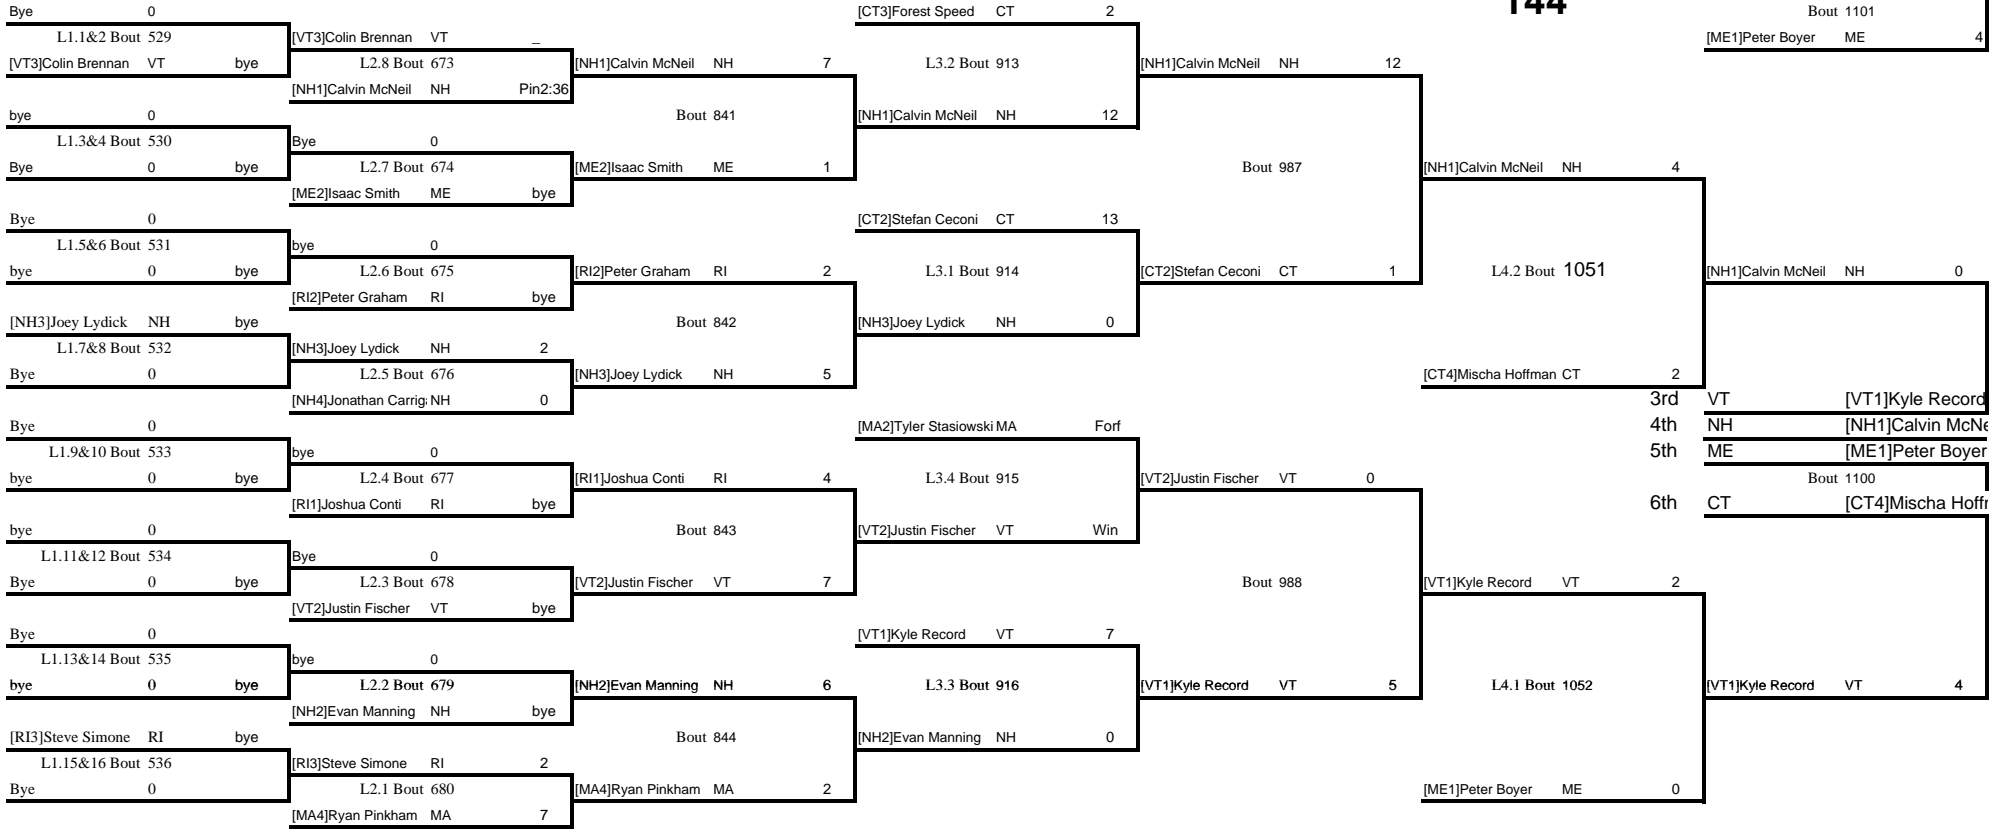 Bye 0 [CT3]Forest Speed CT 2 144 Bout 1101
L1.1&2 Bout 529 [VT3]Colin Brennan VT _ [ME1]Peter Boyer ME 4
[VT3]Colin Brennan VT bye L2.8 Bout 673 [NH1]Calvin McNeil NH 7 L3.2 Bout 913 [NH1]Calvin McNeil NH 12
[NH1]Calvin McNeil NH Pin2:36
bye 0 Bout 841 [NH1]Calvin McNeil NH 12
L1.3&4 Bout 530 Bye 0
Bye 0 bye L2.7 Bout 674 [ME2]Isaac Smith ME 1 Bout 987 [NH1]Calvin McNeil NH 4
[ME2]Isaac Smith ME bye
Bye 0 [CT2]Stefan Ceconi CT 13
L1.5&6 Bout 531 bye 0
bye 0 bye L2.6 Bout 675 [RI2]Peter Graham RI 2 L3.1 Bout 914 [CT2]Stefan Ceconi CT 1 L4.2 Bout 1051 [NH1]Calvin McNeil NH 0
[RI2]Peter Graham RI bye
[NH3]Joey Lydick NH bye Bout 842 [NH3]Joey Lydick NH 0
L1.7&8 Bout 532 [NH3]Joey Lydick NH 2
Bye 0 L2.5 Bout 676 [NH3]Joey Lydick NH 5 [CT4]Mischa Hoffman CT 2
[NH4]Jonathan Carriga NH 0 3rd VT [VT1]Kyle Record
Bye 0 [MA2]Tyler Stasiowski MA Forf 4th NH [NH1]Calvin McNe
L1.9&10 Bout 533 bye 0 5th ME [ME1]Peter Boyer
bye 0 bye L2.4 Bout 677 [RI1]Joshua Conti RI 4 L3.4 Bout 915 [VT2]Justin Fischer VT 0 Bout 1100
[RI1]Joshua Conti RI bye 6th CT [CT4]Mischa Hoffr
bye 0 Bout 843 [VT2]Justin Fischer VT Win
L1.11&12 Bout 534 Bye 0
Bye 0 bye L2.3 Bout 678 [VT2]Justin Fischer VT 7 Bout 988 [VT1]Kyle Record VT 2
[VT2]Justin Fischer VT bye
Bye 0 [VT1]Kyle Record VT 7
L1.13&14 Bout 535 bye 0
bye 0 bye L2.2 Bout 679 [NH2]Evan Manning NH 6 L3.3 Bout 916 [VT1]Kyle Record VT 5 L4.1 Bout 1052 [VT1]Kyle Record VT 4
[NH2]Evan Manning NH bye
[RI3]Steve Simone RI bye Bout 844 [NH2]Evan Manning NH 0
L1.15&16 Bout 536 [RI3]Steve Simone RI 2
Bye 0 L2.1 Bout 680 [MA4]Ryan Pinkham MA 2 [ME1]Peter Boyer ME 0
[MA4]Ryan Pinkham MA 7